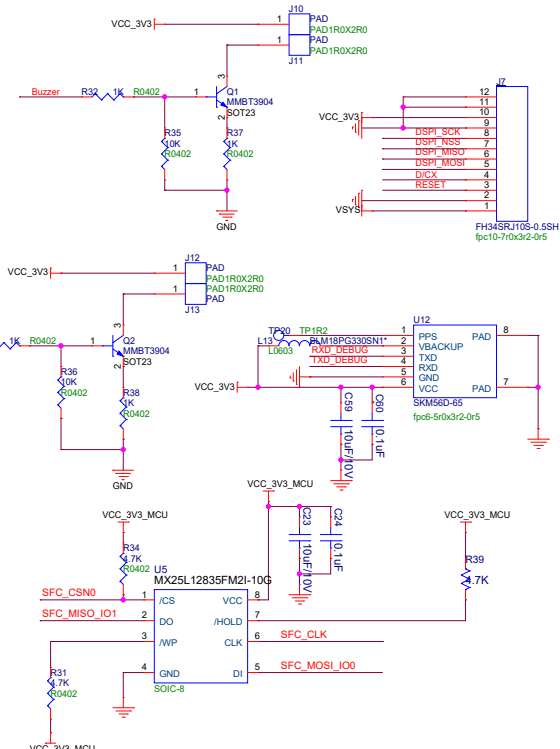 J10
PAD
PAD1R0X2R0
VCC_3V3
1
1
PAD
PAD1R0X2R0
J11
Buzzer
R32
1K
R0402
1
3
2
Q1
MMBT3904
SOT23
R35
10K
R0402
R37
1K
R0402
GND
J7
12
11
10
9
8
7
6
5
4
3
2
1
VCC_3V3
DSPI_SCK
DSPI_NSS
DSPI_MISO
DSPI_MOSI
D/CX
RESET
VSYS
FH34SRJ10S-0.5SH
fpc10-7r0x3r2-0r5
J12
PAD
PAD1R0X2R0
VCC_3V3
1
1
PAD1R0X2R0
PAD
J13
1K
R0402
1
3
2
Q2
MMBT3904
SOT23
R36
10K
R0402
R38
1K
R0402
GND
U12
TP20
TP1R2
L13
BLM18PG330SN1*
L0603
RXD_DEBUG
TXD_DEBUG
VCC_3V3
1
2
3
4
5
6
PPS
VBACKUP
TXD
RXD
GND
VCC
PAD
8
PAD
7
SKM56D-65
fpc6-5r0x3r2-0r5
C59
10uF/10V
C60
0.1uF
VCC_3V3_MCU
C23
10uF/10V
C24
0.1uF
VCC_3V3_MCU
R34
4.7K
R0402
U5
MX25L12835FM2I-10G
SFC_CSN0
1
/CS
VCC
8
SFC_MISO_IO1
2
DO
/HOLD
7
3
/WP
CLK
6
SFC_CLK
4
GND
DI
5
SFC_MOSI_IO0
SOIC-8
R31
4.7K
R0402
VCC_3V3_MCU
VCC_3V3_MCU
R39
4.7K